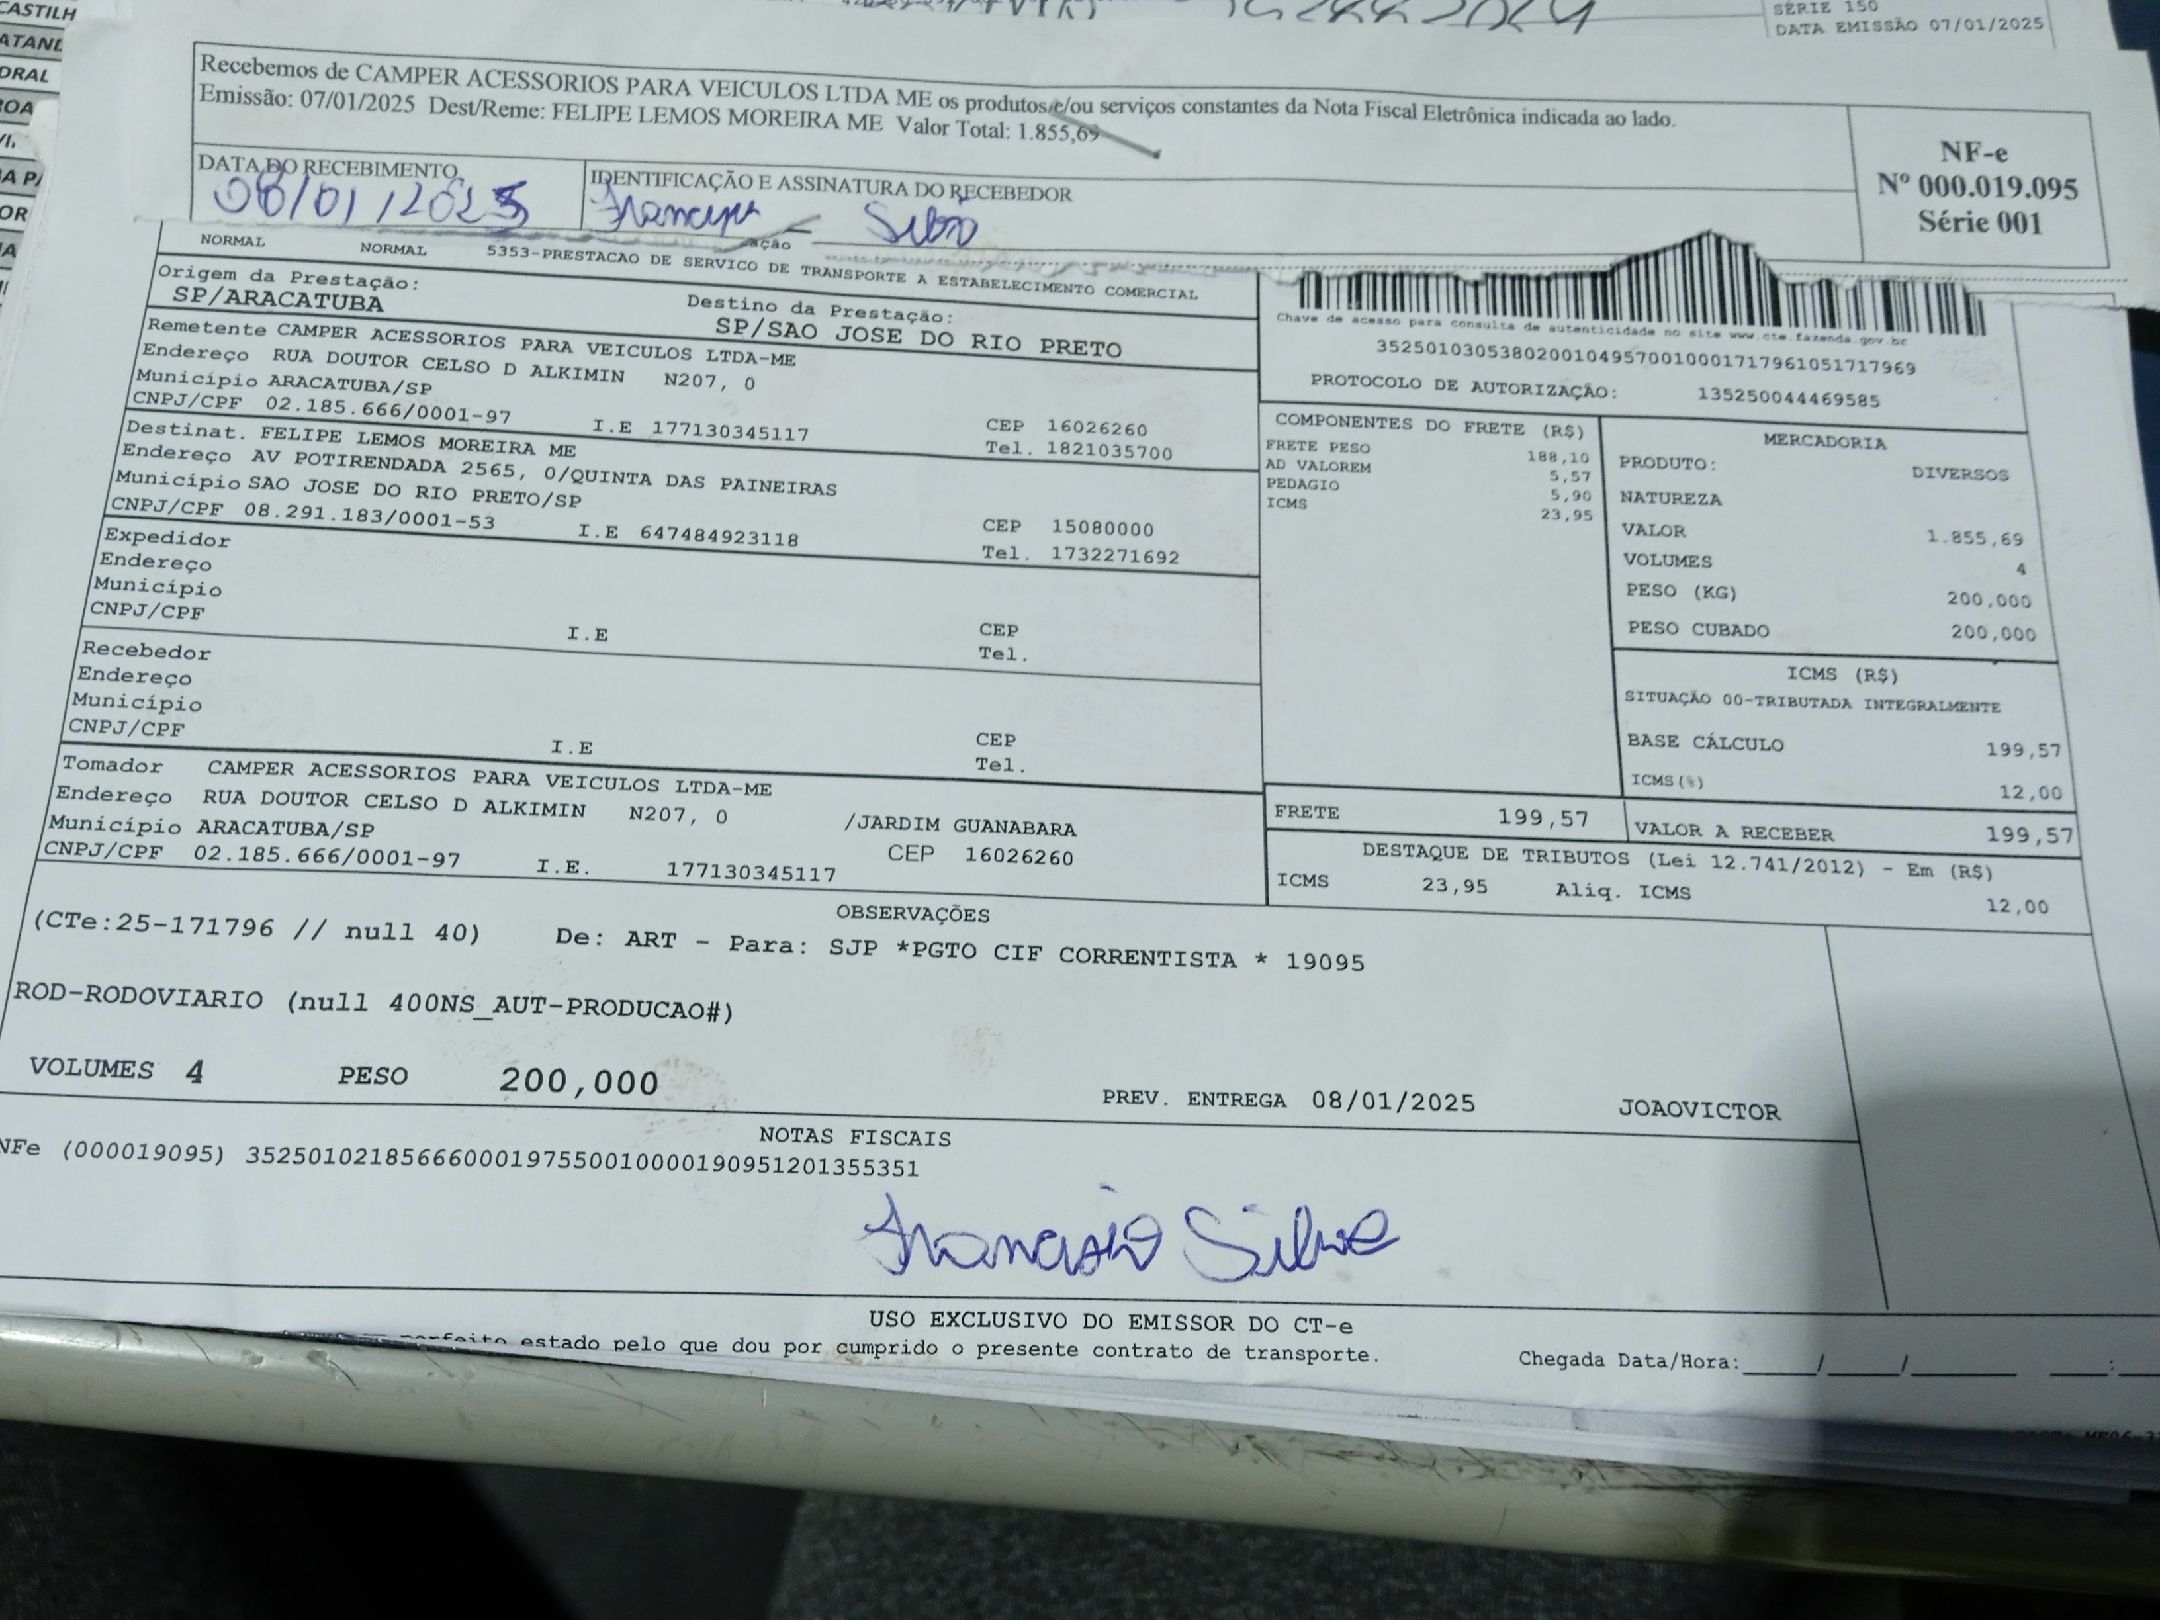 CASTILH
ATAND
DRAL
ROA
A PA
OR
SÉRIE 150
DATA EMISSÃO 07/01/2025
Recebemos de CAMPER ACESSORIOS PARA VEICULOS LTDA ME os produtos e/ou serviços constantes da Nota Fiscal Eletrônica indicada ao lado.
Emissão: 07/01/2025 Dest/Reme: FELIPE LEMOS MOREIRA ME Valor Total: 1.855,69
NF-e
Nº 000.019.095
Série 001
DATA DO RECEBIMENTO
08/01/2025
IDENTIFICAÇÃO E ASSINATURA DO RECEBEDOR
Francisco Silva
ação
NORMAL NORMAL 5353-PRESTACAO DE SERVICO DE TRANSPORTE A ESTABELECIMENTO COMERCIAL
Origem da Prestação:
SP/ARACATUBA
Destino da Prestação:
SP/SAO JOSE DO RIO PRETO
Remetente CAMPER ACESSORIOS PARA VEICULOS LTDA-ME
Endereço RUA DOUTOR CELSO D ALKIMIN N207, 0
Município ARACATUBA/SP
CEP 16026260
CNPJ/CPF 02.185.666/0001-97 I.E 177130345117
Tel. 1821035700
Destinat. FELIPE LEMOS MOREIRA ME
Endereço AV POTIRENDADA 2565, 0/QUINTA DAS PAINEIRAS
Município SAO JOSE DO RIO PRETO/SP
CEP 15080000
CNPJ/CPF 08.291.183/0001-53 I.E 647484923118
Tel. 1732271692
Expedidor
Endereço
Município
CEP
CNPJ/CPF I.E
Tel.
Recebedor
Endereço
Município
CEP
CNPJ/CPF I.E
Tel.
Tomador CAMPER ACESSORIOS PARA VEICULOS LTDA-ME
Endereço RUA DOUTOR CELSO D ALKIMIN N207, 0 /JARDIM GUANABARA
Município ARACATUBA/SP
CEP 16026260
CNPJ/CPF 02.185.666/0001-97 I.E. 177130345117
Chave de acesso para consulta de autenticidade no site www.cte.fazenda.gov.br
35250103053802001049570010001717961051717969
PROTOCOLO DE AUTORIZAÇÃO: 135250044469585
COMPONENTES DO FRETE (R$)
FRETE PESO 188,10
AD VALOREM 5,57
PEDAGIO 5,90
ICMS 23,95
MERCADORIA
PRODUTO: DIVERSOS
NATUREZA
VALOR 1.855,69
VOLUMES 4
PESO (KG) 200,000
PESO CUBADO 200,000
ICMS (R$)
SITUAÇÃO 00-TRIBUTADA INTEGRALMENTE
BASE CÁLCULO 199,57
ICMS(%) 12,00
FRETE 199,57
VALOR A RECEBER 199,57
DESTAQUE DE TRIBUTOS (Lei 12.741/2012) - Em (R$)
ICMS 23,95 Aliq. ICMS 12,00
OBSERVAÇÕES
(CTe:25-171796 // null 40) De: ART - Para: SJP *PGTO CIF CORRENTISTA * 19095
ROD-RODOVIARIO (null 400NS_AUT-PRODUCAO#)
VOLUMES 4 PESO 200,000 PREV. ENTREGA 08/01/2025 JOAOVICTOR
NOTAS FISCAIS
NFe (000019095) 35250102185666000197550010000190951201355351
Francisco Silva
USO EXCLUSIVO DO EMISSOR DO CT-e
perfeito estado pelo que dou por cumprido o presente contrato de transporte.
Chegada Data/Hora:____/____/______ ___:___